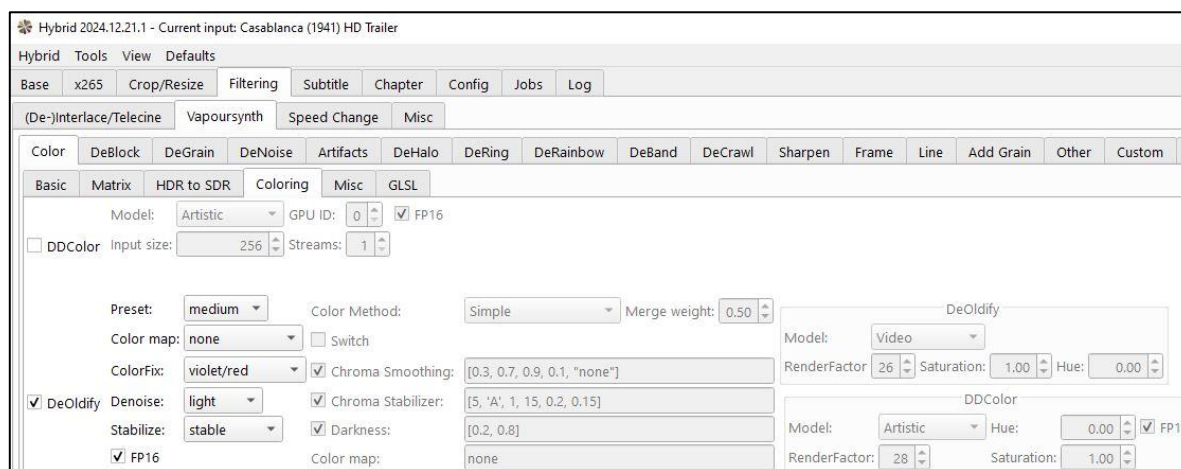 Hybrid 2024.12.21.1 - Current input: Casablanca (1941) HD Trailer
Hybrid Tools View Defaults
Base x265 Crop/Resize Filtering Subtitle Chapter Config Jobs Log
(De-)Interlace/Telecine Vapoursynth Speed Change Misc
Color DeBlock DeGrain DeNoise Artifacts DeHalo DeRing DeRainbow DeBand DeCrawl Sharpen Frame Line Add Grain Other Custom
Basic Matrix HDR to SDR Coloring Misc GLSL
Model: Artistic GPU ID: 0 FP16
DDColor Input size: 256 Streams: 1
Preset: medium Color Method: Simple Merge weight: 0.50 DeOldify
Color map: none Switch Model: Video
ColorFix: violet/red Chroma Smoothing: [0.3, 0.7, 0.9, 0.1, "none"] RenderFactor 26 Saturation: 1.00 Hue: 0.00
DeOldify Denoise: light Chroma Stabilizer: [5, 'A', 1, 15, 0.2, 0.15] DDColor
Stabilize: stable Darkness: [0.2, 0.8] Model: Artistic Hue: 0.00 FP1
FP16 Color map: none RenderFactor: 28 Saturation: 1.00